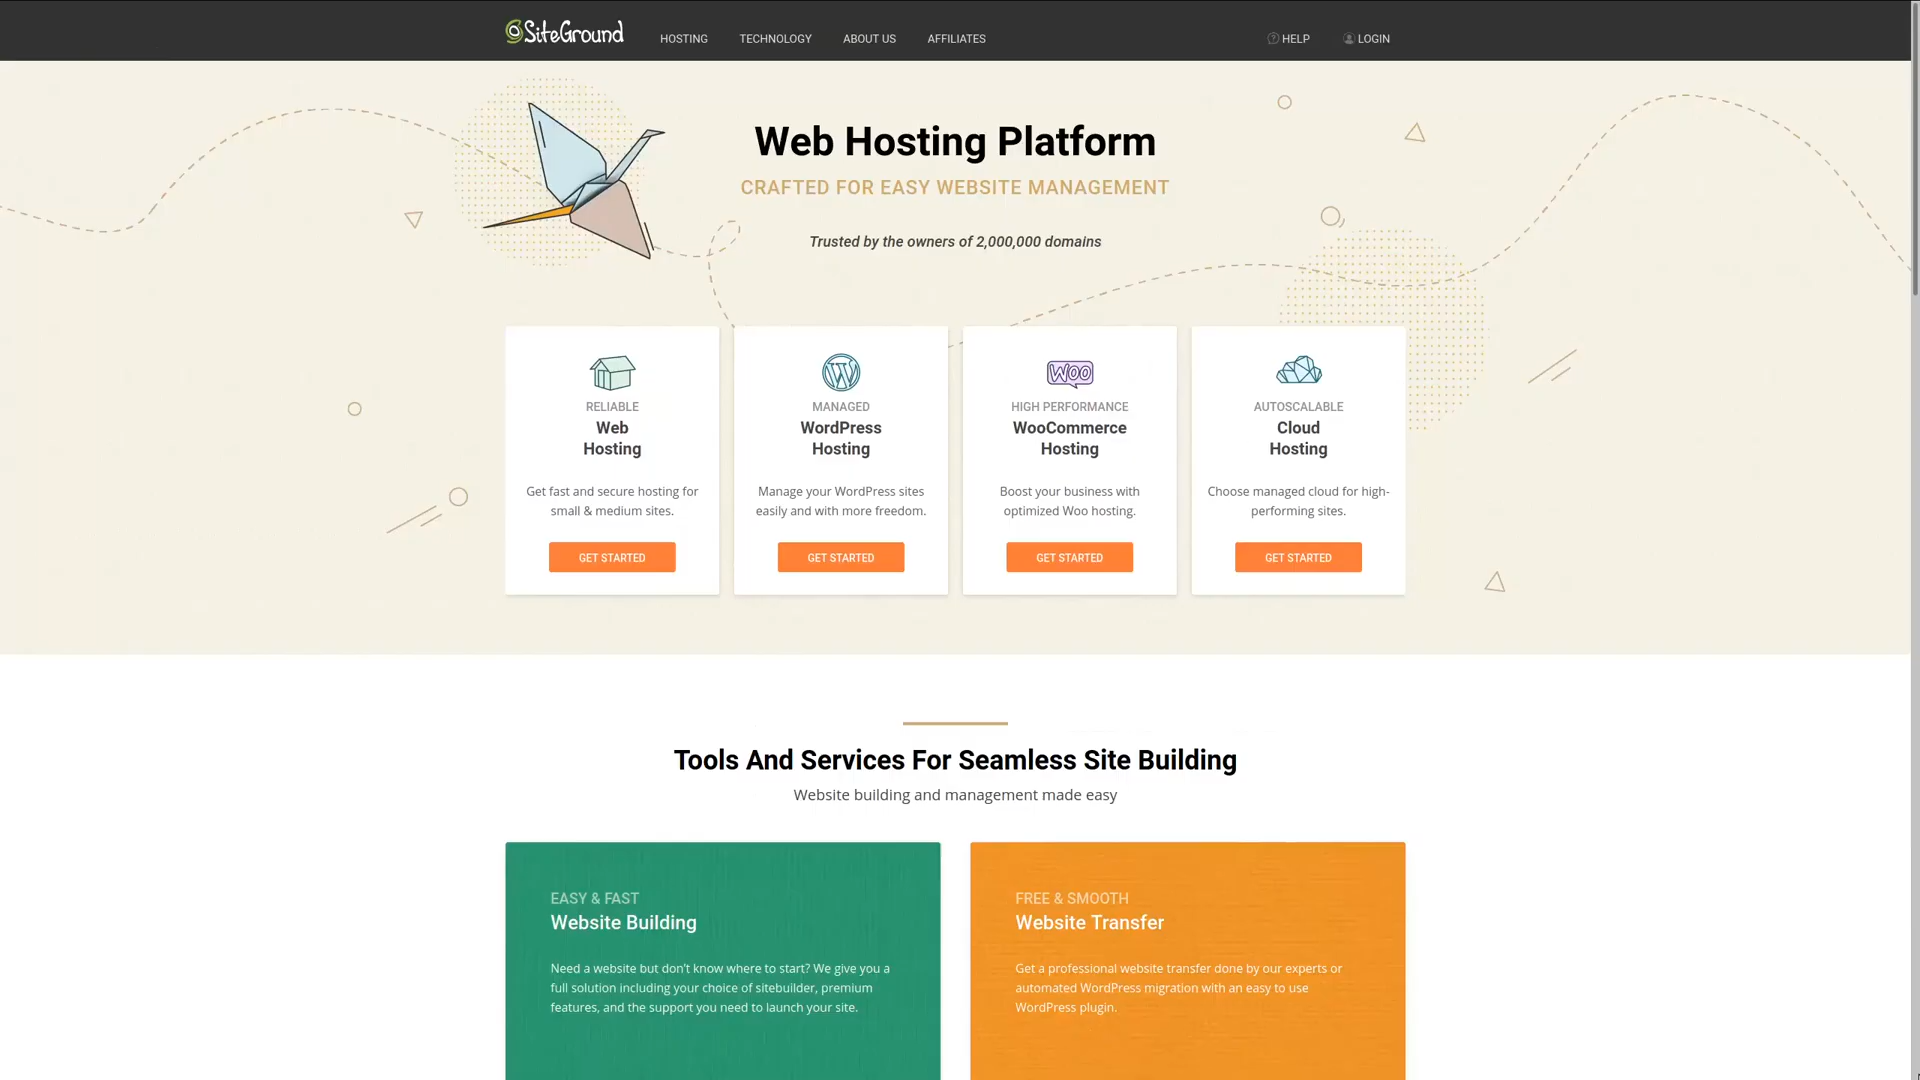 SiteGround
HOSTING
TECHNOLOGY
ABOUT US
AFFILIATES
HELP
LOGIN
Web Hosting Platform
CRAFTED FOR EASY WEBSITE MANAGEMENT
Trusted by the owners of 2,000,000 domains
RELIABLE
Web
Hosting
Get fast and secure hosting for
small & medium sites.
GET STARTED
MANAGED
WordPress
Hosting
Manage your WordPress sites
easily and with more freedom.
GET STARTED
WOO
HIGH PERFORMANCE
WooCommerce
Hosting
Boost your business with
optimized Woo hosting.
GET STARTED
AUTOSCALABLE
Cloud
Hosting
Choose managed cloud for high-
performing sites.
GET STARTED
Tools And Services For Seamless Site Building
Website building and management made easy
EASY & FAST
Website Building
Need a website but don't know where to start? We give you a
full solution including your choice of sitebuilder, premium
features, and the support you need to launch your site.
FREE & SMOOTH
Website Transfer
Get a professional website transfer done by our experts or
automated WordPress migration with an easy to use
WordPress plugin.